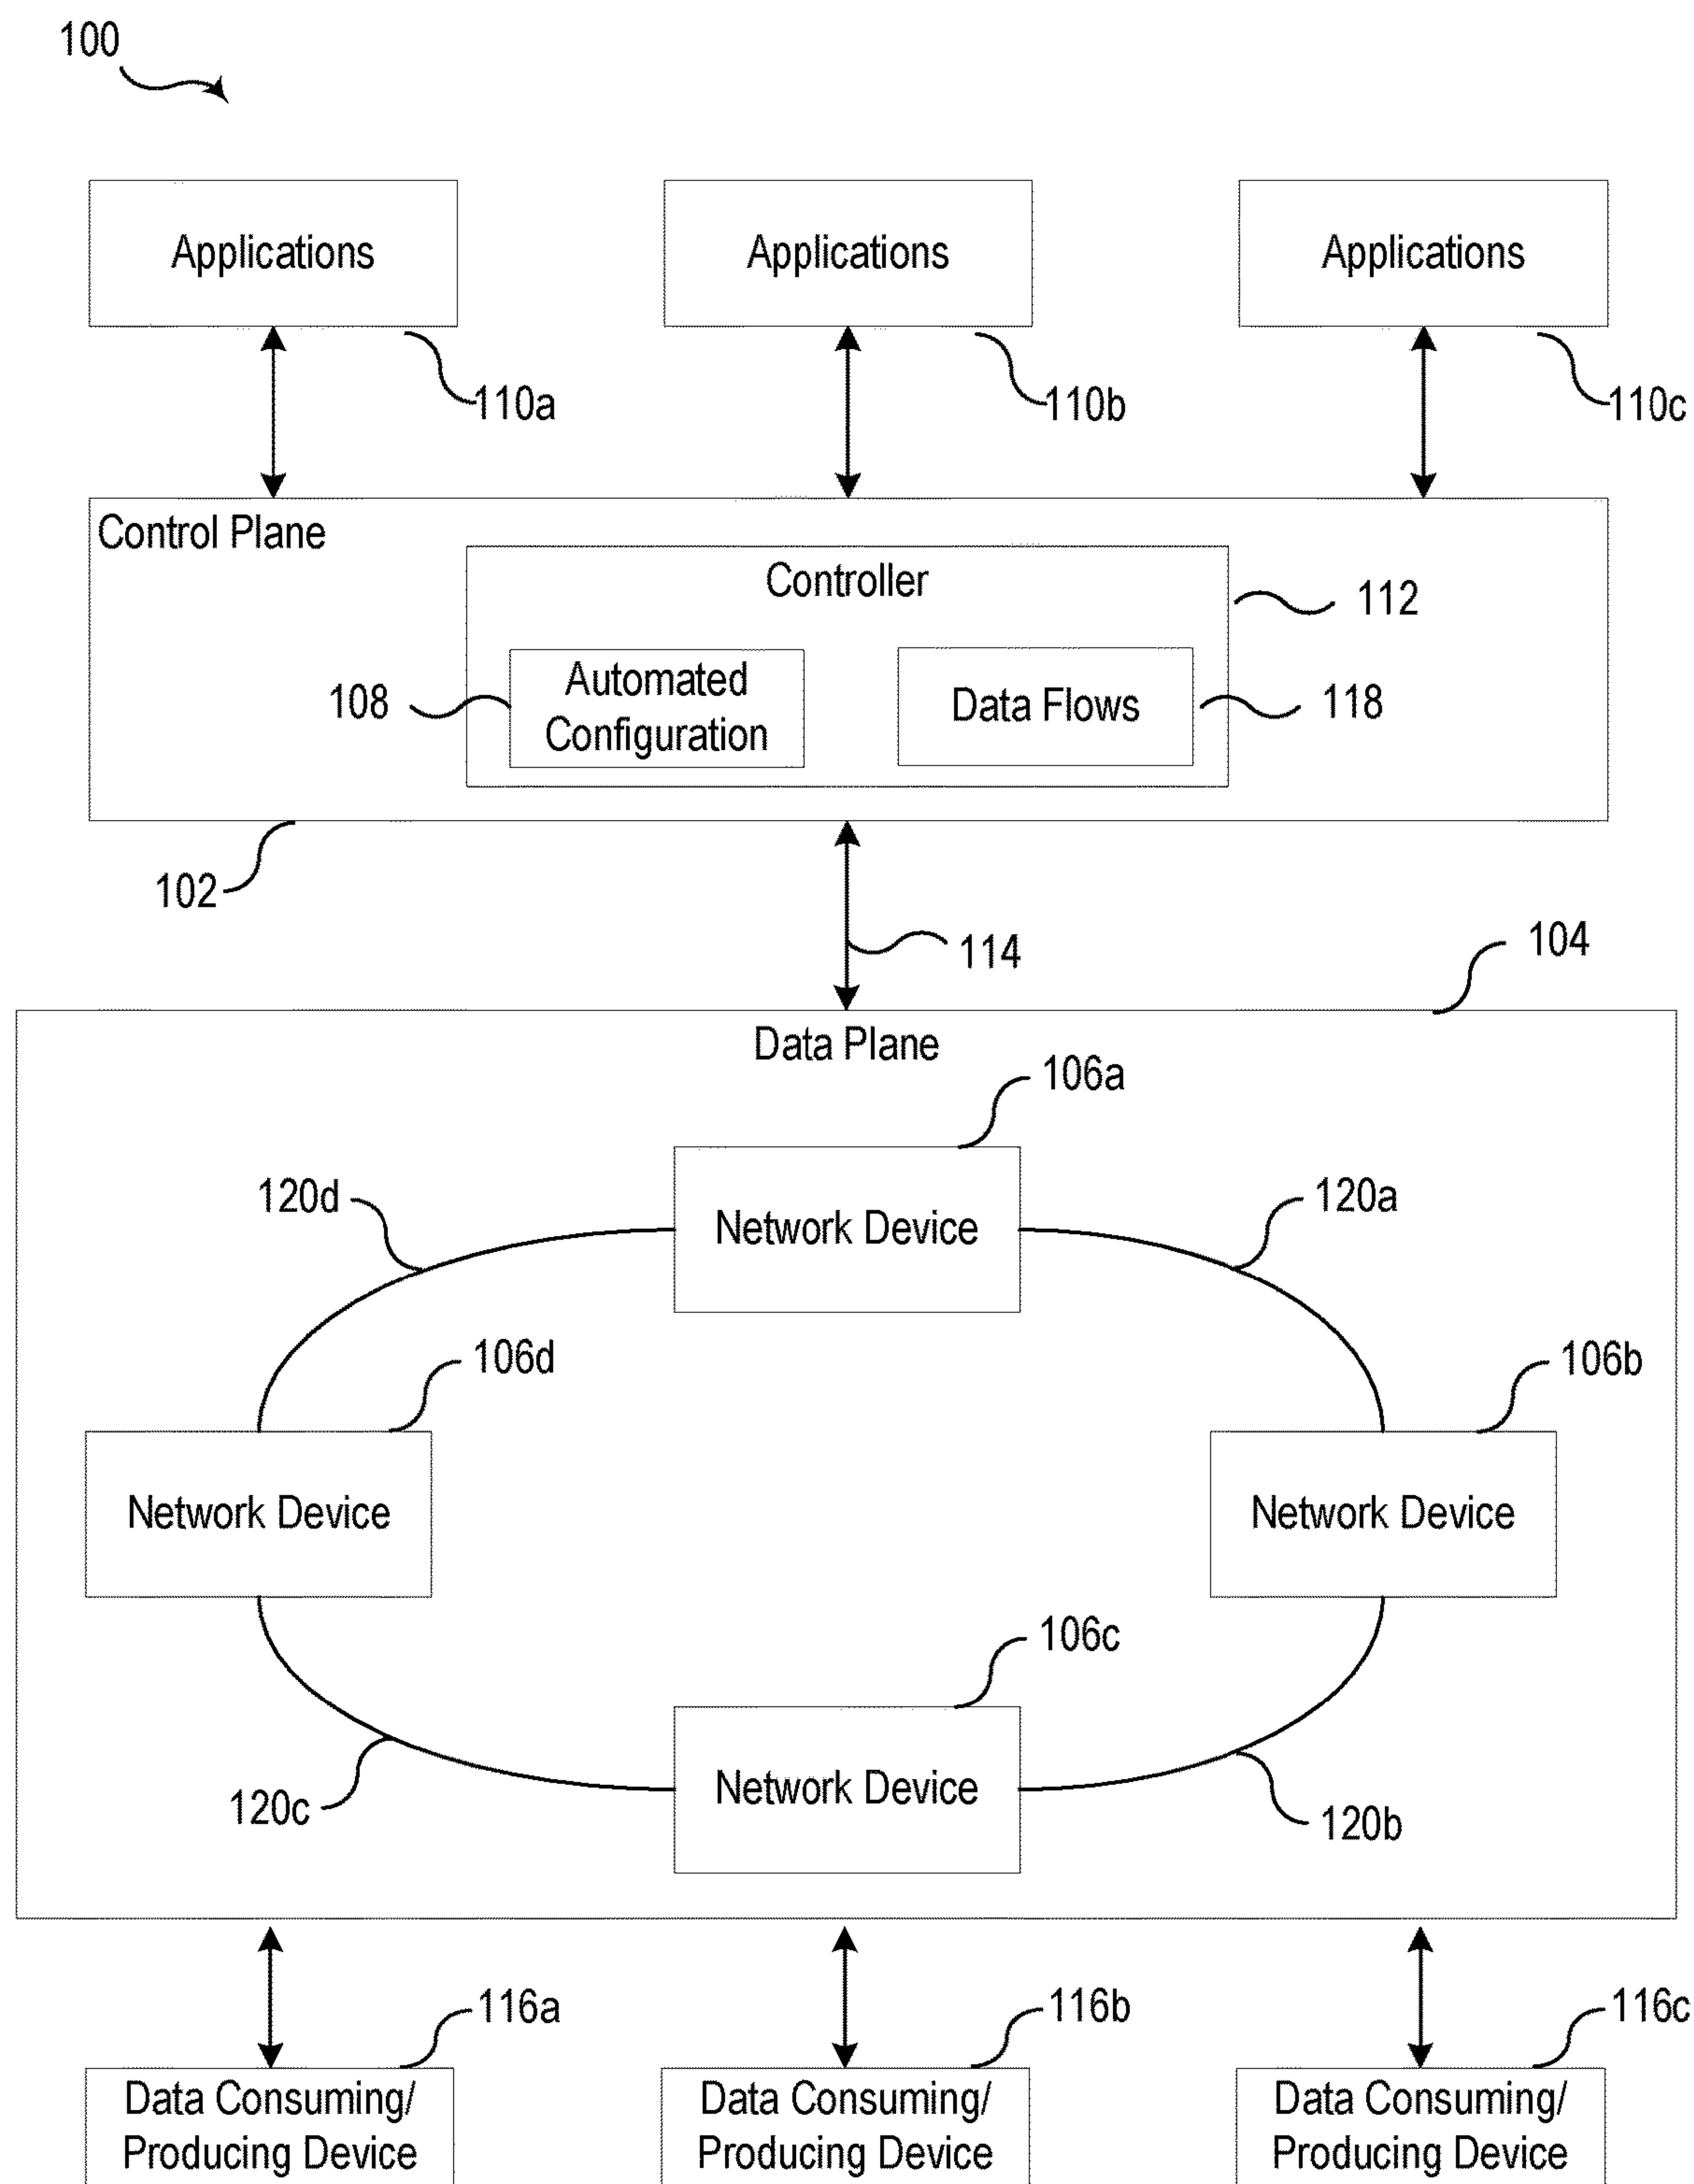 100
Applications
Applications
Applications
110a
110b
110c
Control Plane
Controller
112
Automated
Configuration
108
Data Flows
118
102
114
104
Data Plane
106a
120d
120a
Network Device
106d
106b
Network Device
Network Device
106c
120c
Network Device
120b
116a
116b
116c
Data Consuming/
Producing Device
Data Consuming/
Producing Device
Data Consuming/
Producing Device